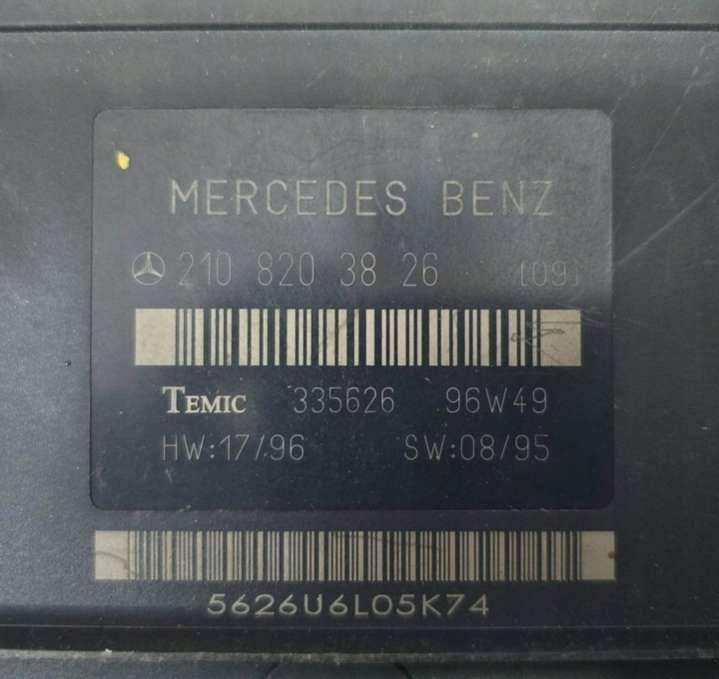 MERCEDES BENZ
210 820 38 26 [09]
TEMIC 335626 96W49
HW:17/96 SW:08/95
5626U6L05K74